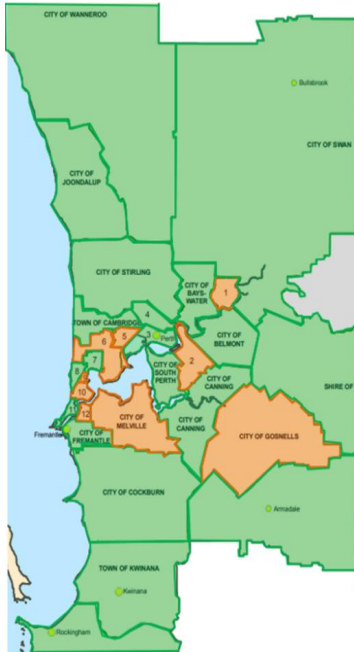 CITY OF WANNEROO
Bullsbrook
CITY OF SWAN
CITY OF
JOONDALUP
CITY OF STIRLING
CITY OF
BAYS-
WATER
1
4
TOWN OF CAMBRIDGE
5
3
Perth
6
CITY OF
BELMONT
7
2
8
CITY OF
SOUTH
PERTH
CITY OF
CANNING
SHIRE OF
10
11
12
CITY OF
MELVILLE
CITY OF
CANNING
CITY OF GOSNELLS
Fremantle
CITY OF
FREMANTLE
CITY OF COCKBURN
Armadale
TOWN OF KWINANA
Kwinana
Rockingham